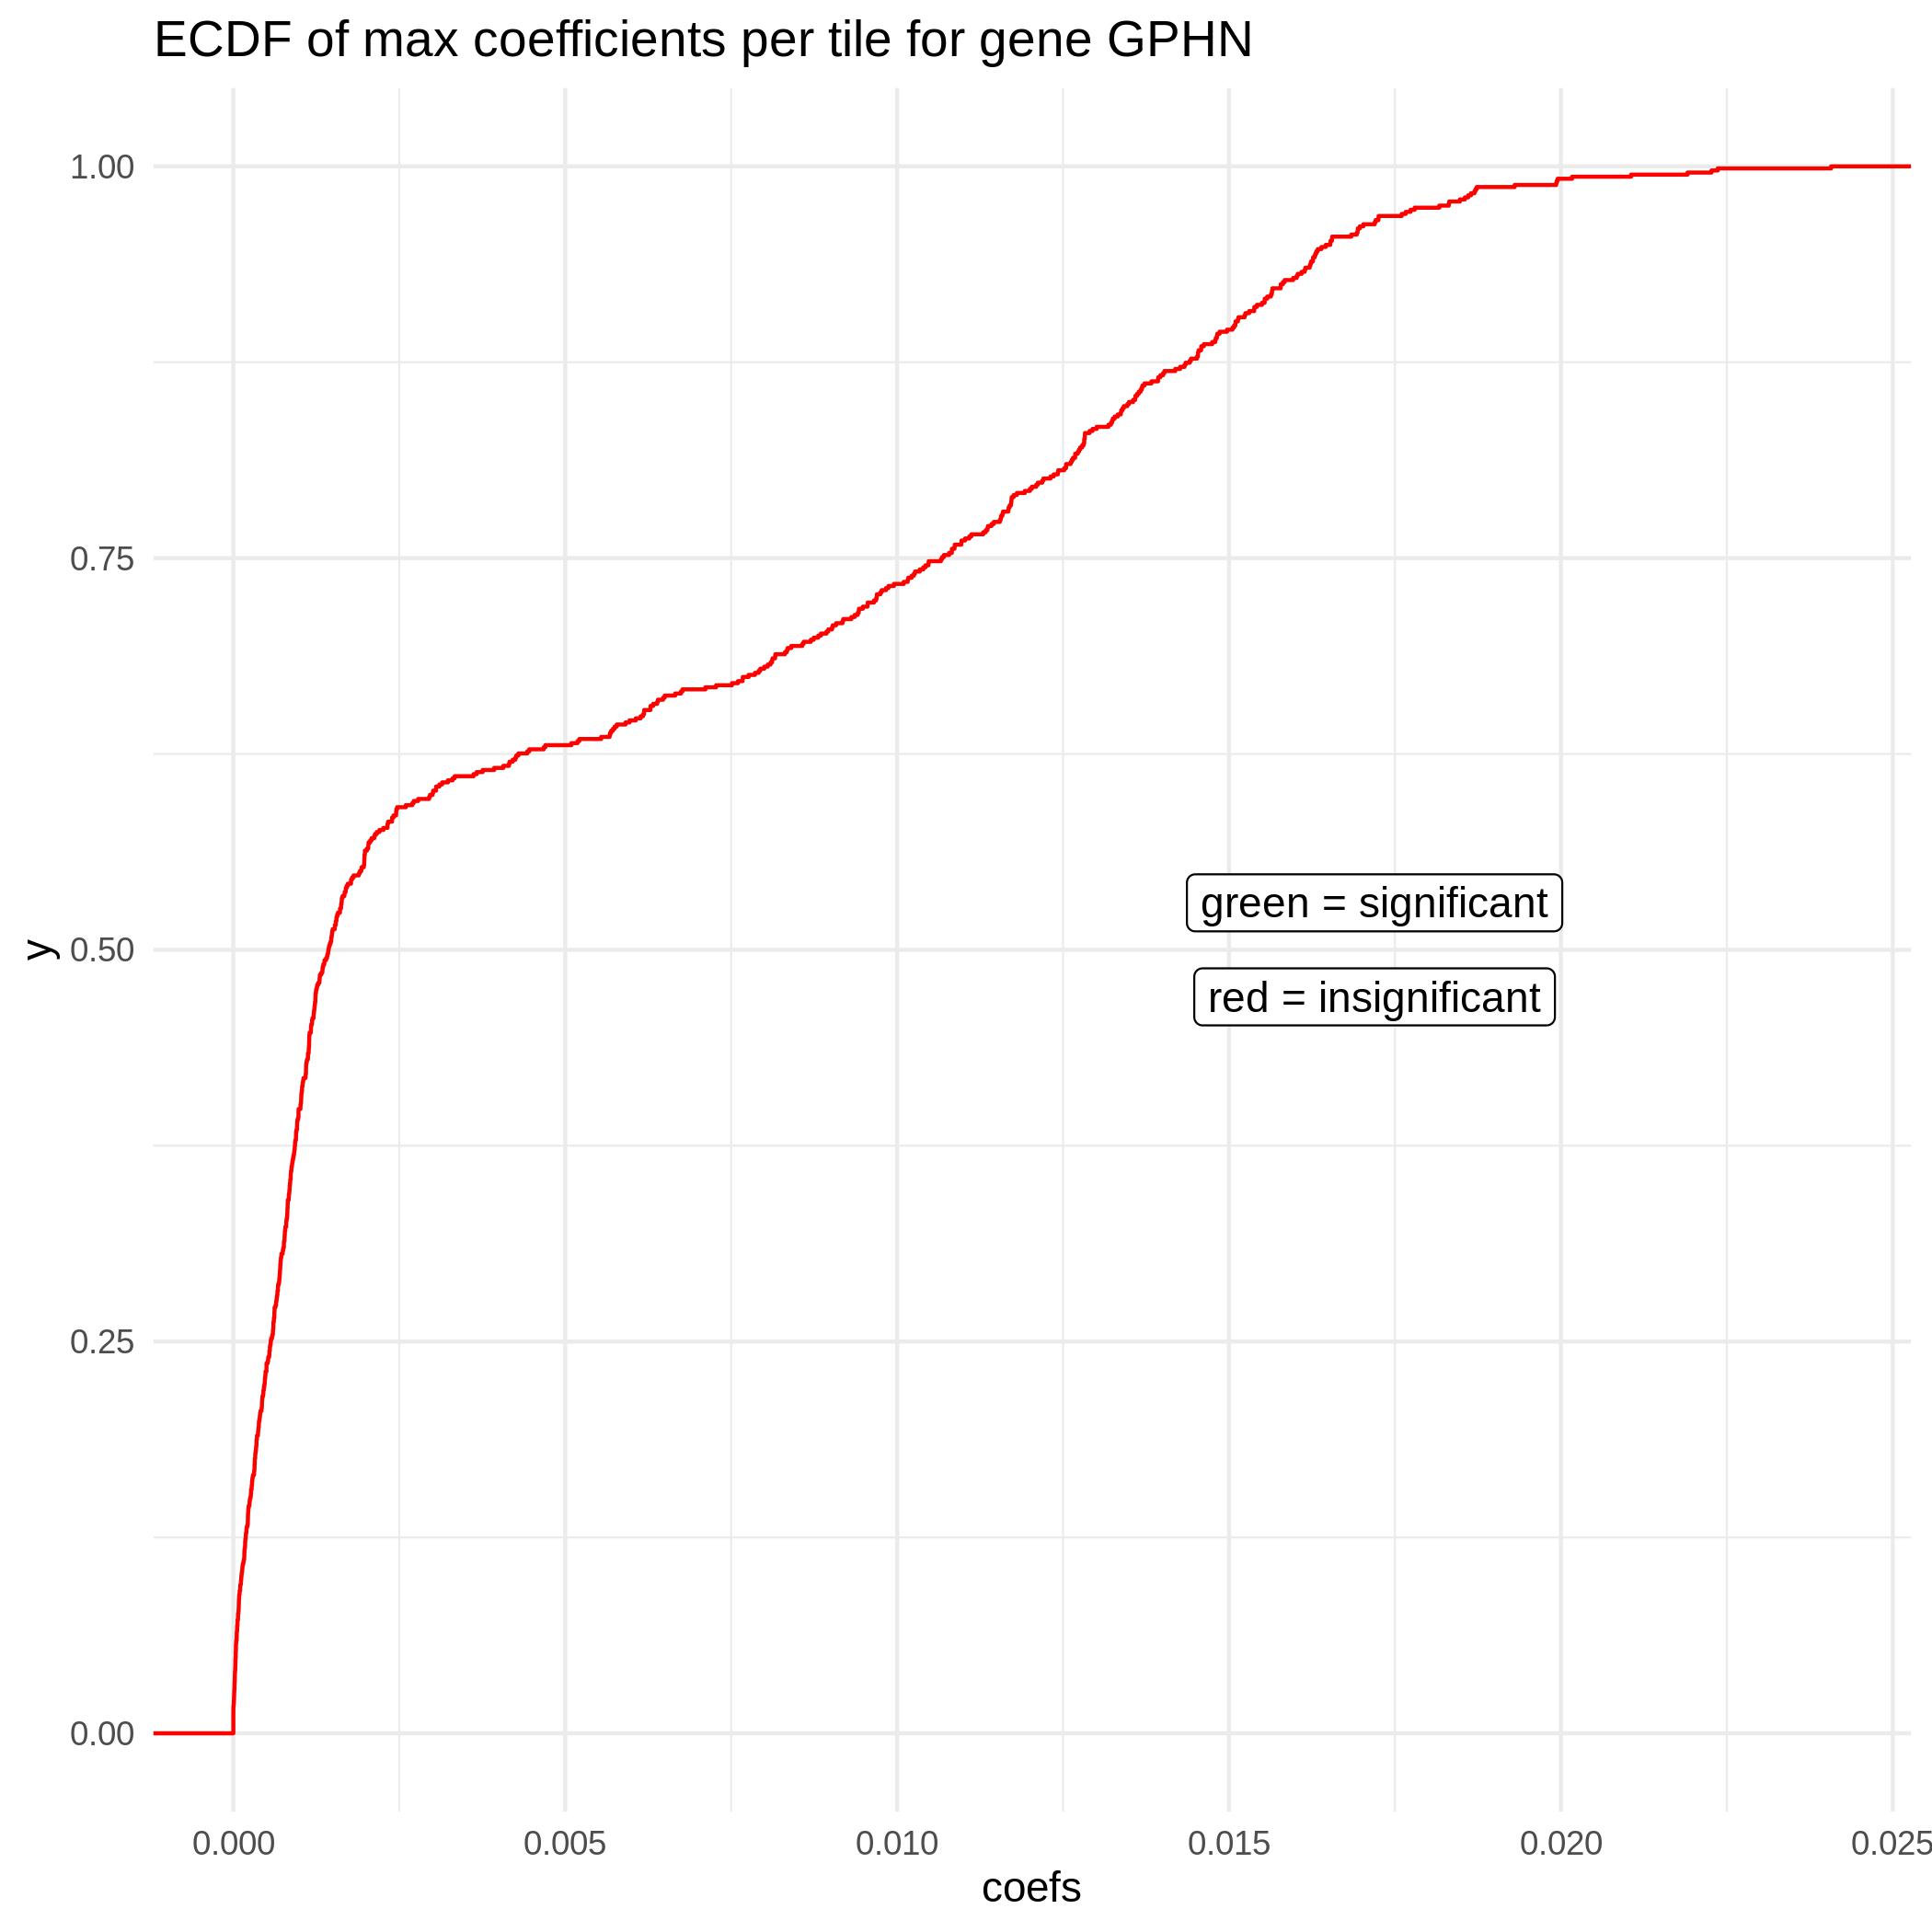 ECDF of max coefficients per tile for gene GPHN
1.00
0.75
0.50
0.25
0.00
y
green = significant
red = insignificant
0.000 0.005 0.010 0.015 0.020 0.025
coefs